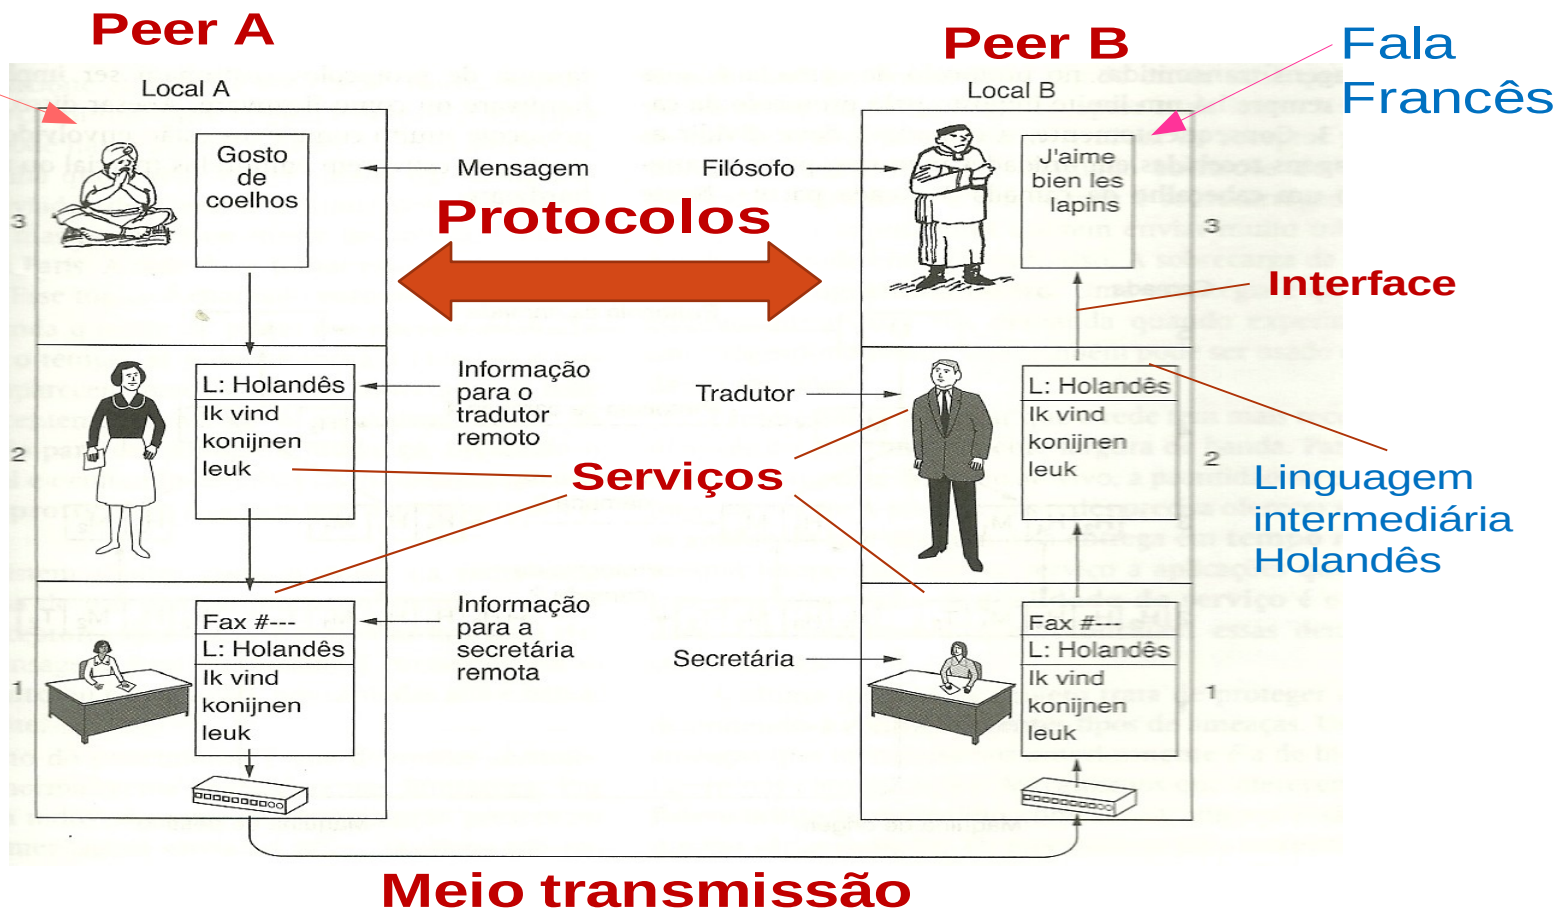 Peer A
Peer B
Fala
Francês
Local A
Local B
Gosto
de
coelhos
Mensagem
Filósofo
J'aime
bien les
lapins
3
Protocolos
3
Interface
L: Holandês
Ik vind
konijnen
leuk
Informação
para o
tradutor
remoto
Tradutor
L: Holandês
Ik vind
konijnen
leuk
2
Serviços
2
Linguagem
intermediária
Holandês
Fax #---
L: Holandês
Ik vind
konijnen
leuk
Informação
para a
secretária
remota
Secretária
Fax #---
L: Holandês
Ik vind
konijnen
leuk
1
1
Meio transmissão